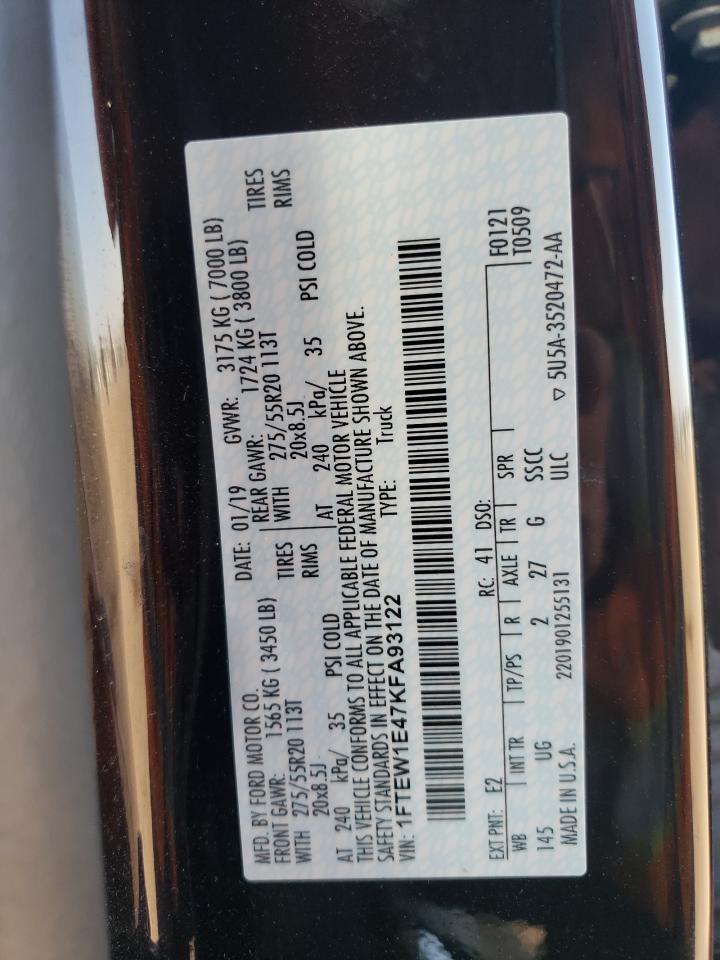 MFD. BY FORD MOTOR CO. DATE: 01/19 GVWR: 3175 KG ( 7000 LB)
FRONT GAWR: 1565 KG ( 3450 LB) REAR GAWR: 1724 KG ( 3800 LB)
WITH 275/55R20 113T TIRES WITH 275/55R20 113T TIRES
20x8.5J RIMS 20x8.5J RIMS
AT 240 kPa/ 35 PSI COLD AT 240 kPa/ 35 PSI COLD
THIS VEHICLE CONFORMS TO ALL APPLICABLE FEDERAL MOTOR VEHICLE
SAFETY STANDARDS IN EFFECT ON THE DATE OF MANUFACTURE SHOWN ABOVE.
VIN: 1FTEW1E47KFA93122 TYPE: Truck
EXT PNT: E2 RC: 41 DSO: F0121
WB INT TR TP/PS R AXLE TR SPR T0509
145 UG 2 27 G SSCC
ULC
MADE IN U.S.A. 2201901255131 ▽ 5U5A-3520472-AA